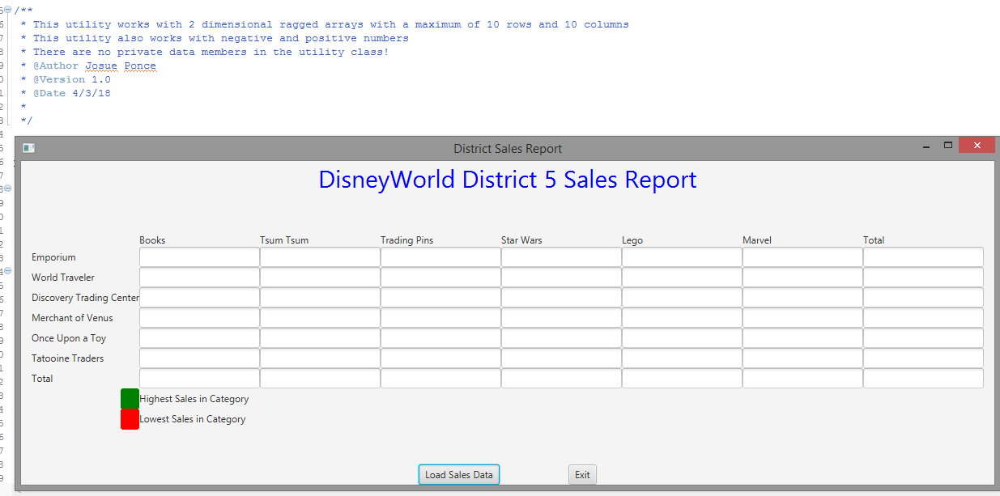 /**
* This utility works with 2 dimensional ragged arrays with a maximum of 10 rows and 10 columns
* This utility also works with negative and positive numbers
* There are no private data members in the utility class!
* @Author Josue Ponce
* @Version 1.0
* @Date 4/3/18
*
*/
District Sales Report
DisneyWorld District 5 Sales Report
Books Tsum Tsum Trading Pins Star Wars Lego Marvel Total
Emporium
World Traveler
Discovery Trading Center
Merchant of Venus
Once Upon a Toy
Tatooine Traders
Total
Highest Sales in Category
Lowest Sales in Category
Load Sales Data Exit